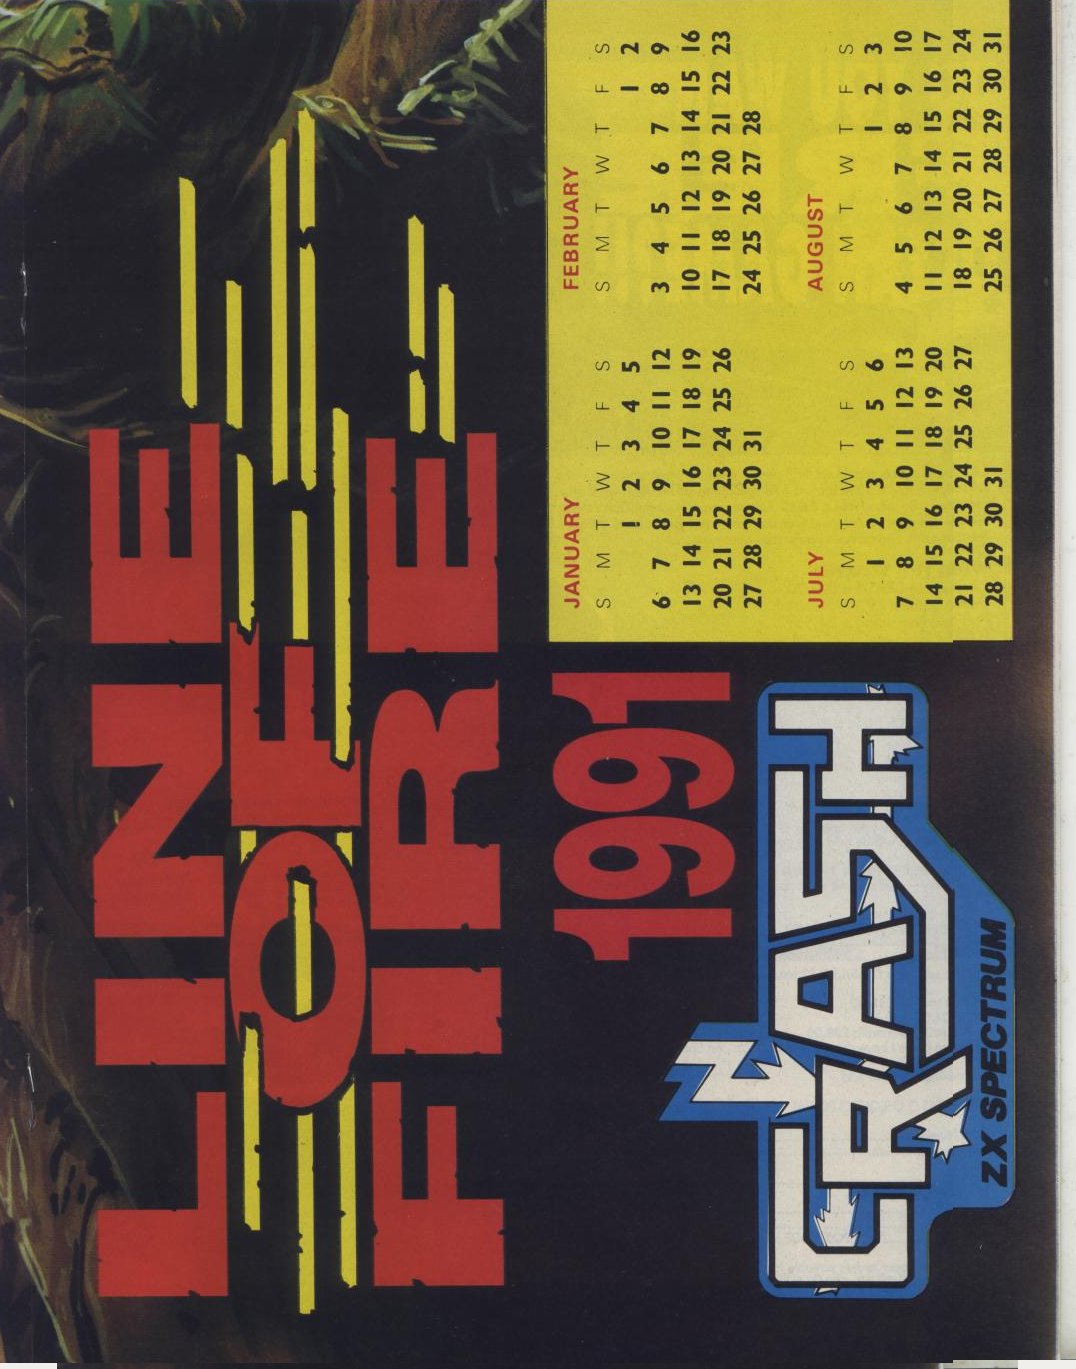 LINE
OF
FIRE
1991
CRASH
ZX SPECTRUM
JANUARY
S M T W T F S
1 2 3 4 5
6 7 8 9 10 11 12
13 14 15 16 17 18 19
20 21 22 23 24 25 26
27 28 29 30 31
FEBRUARY
S M T W T F S
1 2
3 4 5 6 7 8 9
10 11 12 13 14 15 16
17 18 19 20 21 22 23
24 25 26 27 28
JULY
S M T W T F S
1 2 3 4 5 6
7 8 9 10 11 12 13
14 15 16 17 18 19 20
21 22 23 24 25 26 27
28 29 30 31
AUGUST
S M T W T F S
1 2 3
4 5 6 7 8 9 10
11 12 13 14 15 16 17
18 19 20 21 22 23 24
25 26 27 28 29 30 31